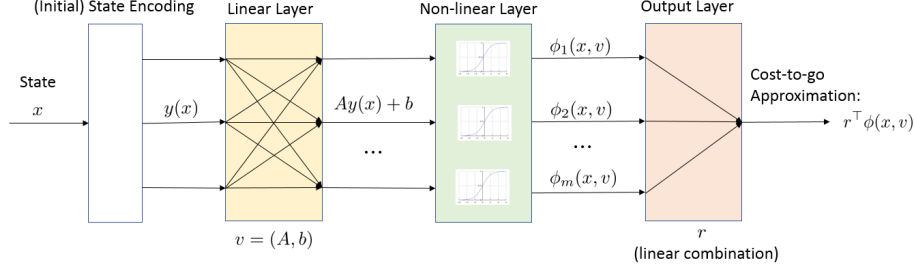 (Initial) State Encoding
Linear Layer
Non-linear Layer
Output Layer
State
x
y(x)
Ay(x) + b
...
ϕ₁(x, v)
ϕ₂(x, v)
...
ϕₘ(x, v)
Cost-to-go
Approximation:
r⊤ϕ(x, v)
v = (A, b)
r
(linear combination)